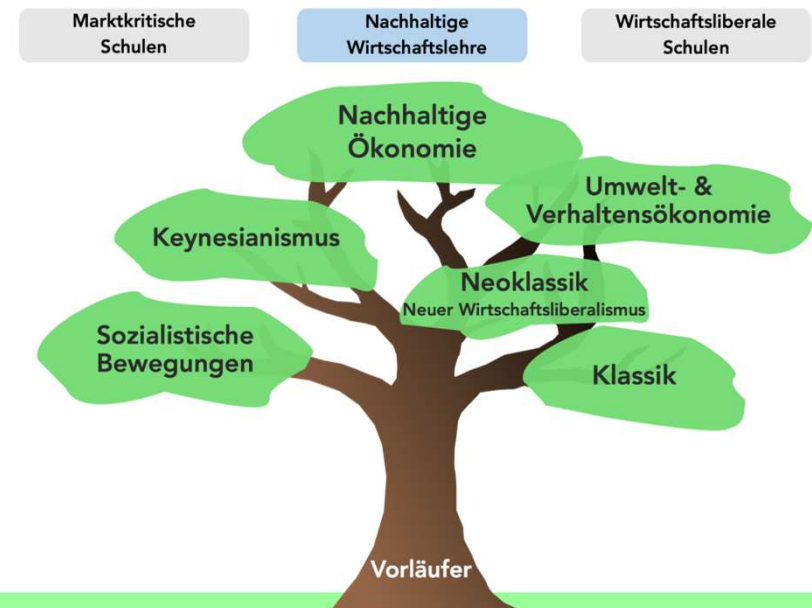 Marktkritische
Schulen
Nachhaltige
Wirtschaftslehre
Wirtschaftsliberale
Schulen
Nachhaltige
Ökonomie
Umwelt- &
Verhaltensökonomie
Keynesianismus
Neoklassik
Neuer Wirtschaftsliberalismus
Sozialistische
Bewegungen
Klassik
Vorläufer